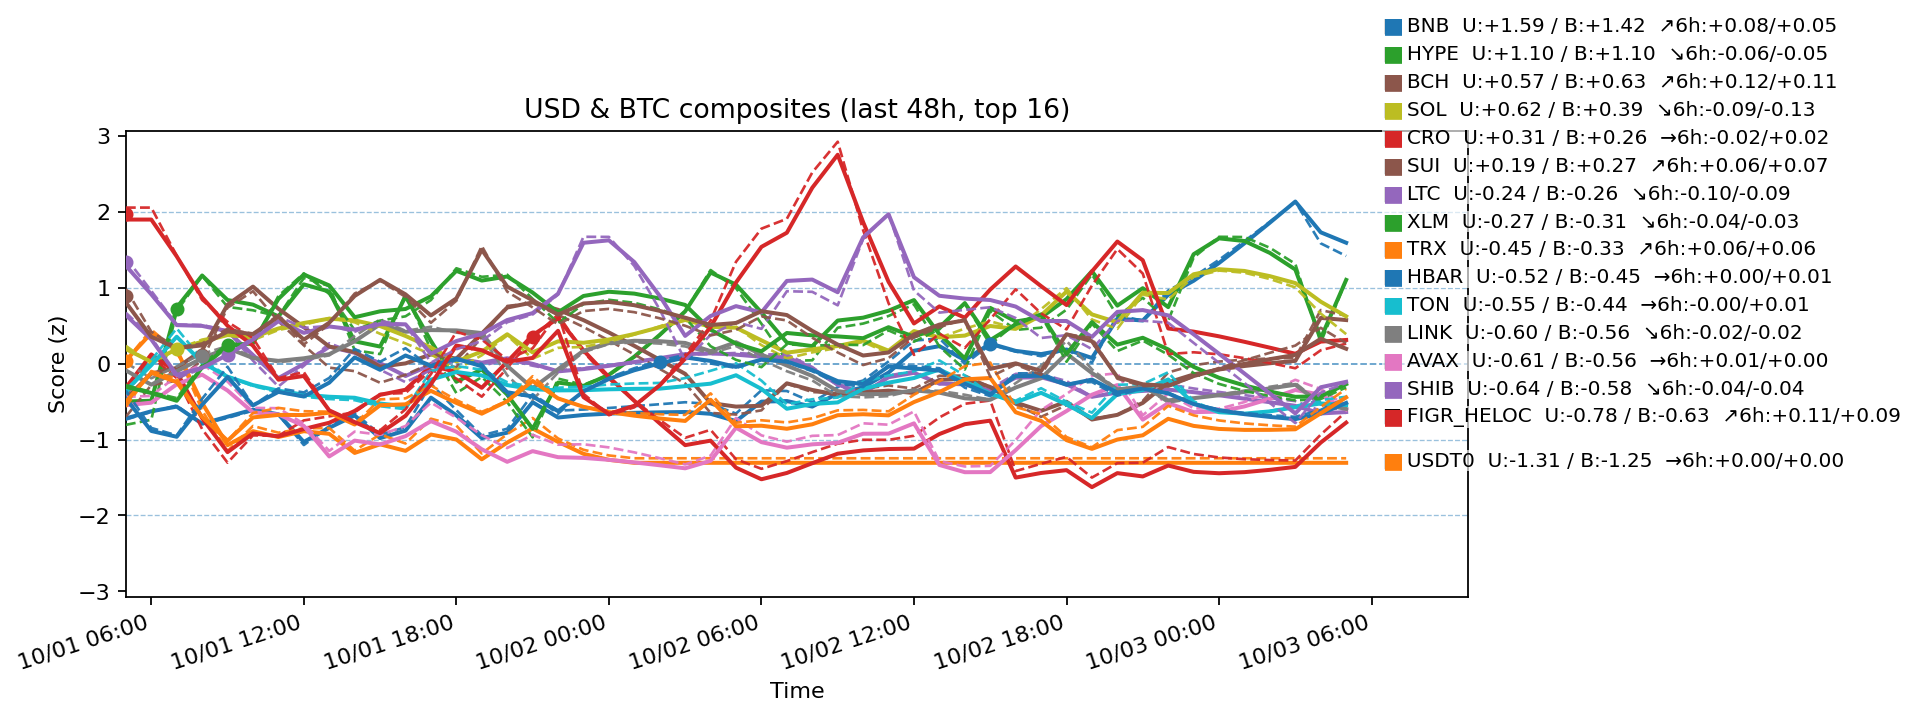 BNB  U:+1.59 / B:+1.42  ↗6h:+0.08/+0.05
HYPE  U:+1.10 / B:+1.10  ↘6h:-0.06/-0.05
BCH  U:+0.57 / B:+0.63  ↗6h:+0.12/+0.11
SOL  U:+0.62 / B:+0.39  ↘6h:-0.09/-0.13
CRO  U:+0.31 / B:+0.26  →6h:-0.02/+0.02
SUI  U:+0.19 / B:+0.27  ↗6h:+0.06/+0.07
LTC  U:-0.24 / B:-0.26  ↘6h:-0.10/-0.09
XLM  U:-0.27 / B:-0.31  ↘6h:-0.04/-0.03
TRX  U:-0.45 / B:-0.33  ↗6h:+0.06/+0.06
HBAR  U:-0.52 / B:-0.45  →6h:+0.00/+0.01
TON  U:-0.55 / B:-0.44  →6h:-0.00/+0.01
LINK  U:-0.60 / B:-0.56  ↘6h:-0.02/-0.02
AVAX  U:-0.61 / B:-0.56  →6h:+0.01/+0.00
SHIB  U:-0.64 / B:-0.58  ↘6h:-0.04/-0.04
FIGR_HELOC  U:-0.78 / B:-0.63  ↗6h:+0.11/+0.09
USDT0  U:-1.31 / B:-1.25  →6h:+0.00/+0.00
USD & BTC composites (last 48h, top 16)
Score (z)
3
2
1
0
−1
−2
−3
10/01 06:00
10/01 12:00
10/01 18:00
10/02 00:00
10/02 06:00
10/02 12:00
10/02 18:00
10/03 00:00
10/03 06:00
Time